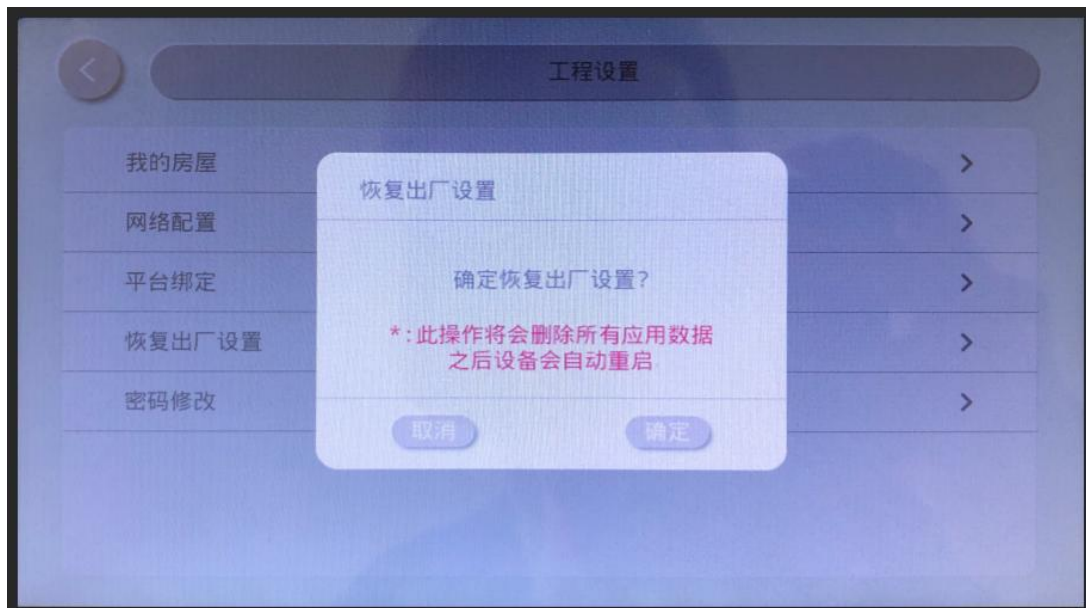 工程设置
我的房屋
网络配置
平台绑定
恢复出厂设置
密码修改
恢复出厂设置
确定恢复出厂设置?
*:此操作将会删除所有应用数据
之后设备会自动重启
取消
确定